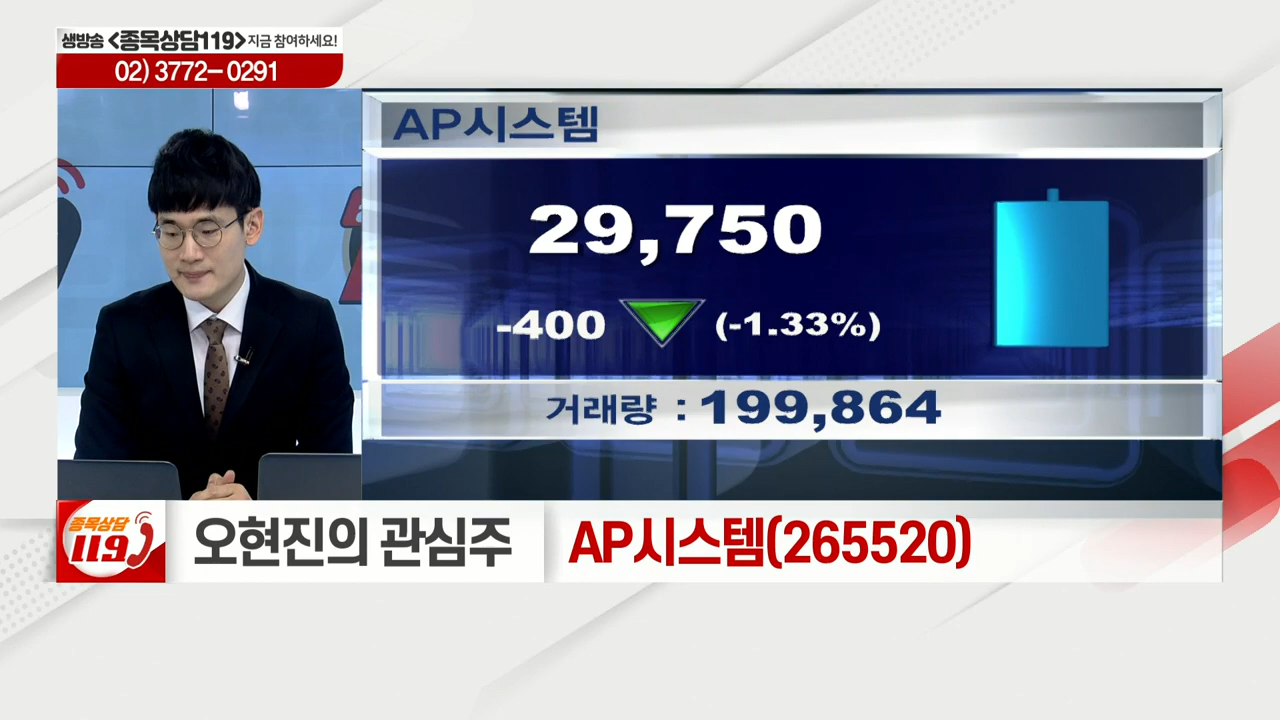 생방송 <종목상담119> 지금 참여하세요!
02) 3772-0291
AP시스템
29,750
-400 (-1.33%)
거래량 : 199,864
종목상담
119
오현진의 관심주 AP시스템(265520)